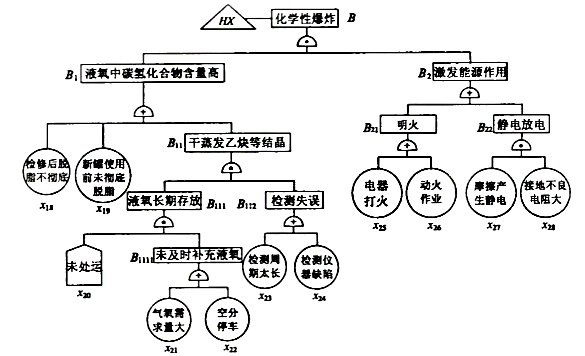 HX
化学性爆炸 B
B₁ 液氧中碳氢化合物含量高
B₂ 激发能源作用
检修后脱
脂不彻底
x₁₈
新罐使用
前未彻底
脱脂
x₁₉
B₁₁ 干蒸发乙炔等结晶
B₂₁ 明火
B₂₂ 静电放电
电器
打火
x₂₅
动火
作业
x₂₆
摩擦产
生静电
x₂₇
接地不良
电阻大
x₂₈
液氧长期存放 B₁₁₁
B₁₁₂ 检测失误
未处运
x₂₀
B₁₁₁₁ 未及时补充液氧
检测周
期太长
x₂₃
检测仪
器缺陷
x₂₄
气氧需
求量大
x₂₁
空分
停车
x₂₂